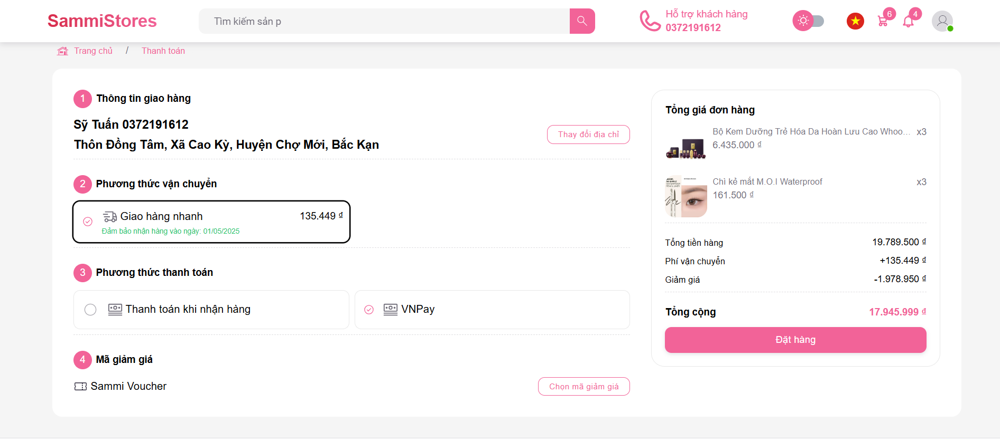 SammiStores
Tìm kiếm sản p
Hỗ trợ khách hàng
0372191612
6
4
Trang chủ / Thanh toán
1 Thông tin giao hàng
Sỹ Tuấn 0372191612
Thôn Đồng Tâm, Xã Cao Kỳ, Huyện Chợ Mới, Bắc Kạn
Thay đổi địa chỉ
2 Phương thức vận chuyển
Giao hàng nhanh 135.449 ₫
Đảm bảo nhận hàng vào ngày: 01/05/2025
3 Phương thức thanh toán
Thanh toán khi nhận hàng
VNPay
4 Mã giảm giá
Sammi Voucher
Chọn mã giảm giá
Tổng giá đơn hàng
Bộ Kem Dưỡng Trẻ Hóa Da Hoàn Lưu Cao Whoo... x3
6.435.000 ₫
Chì kẻ mắt M.O.I Waterproof x3
161.500 ₫
Tổng tiền hàng 19.789.500 ₫
Phí vận chuyển +135.449 ₫
Giảm giá -1.978.950 ₫
Tổng cộng 17.945.999 ₫
Đặt hàng